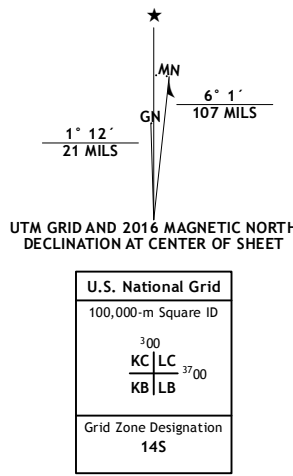 ★
MN
GN
6° 1´
107 MILS
1° 12´
21 MILS
UTM GRID AND 2016 MAGNETIC NORTH
DECLINATION AT CENTER OF SHEET
U.S. National Grid
100,000-m Square ID
³00
KC LC
³⁷00
KB LB
Grid Zone Designation
14S